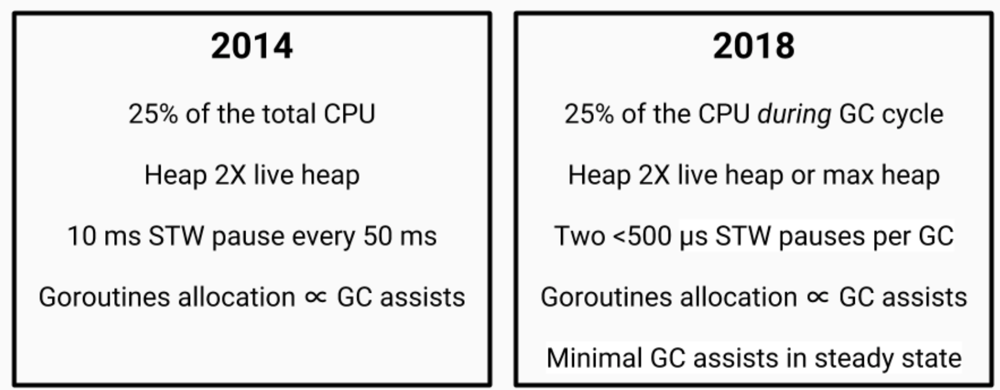 2014
25% of the total CPU
Heap 2X live heap
10 ms STW pause every 50 ms
Goroutines allocation ∝ GC assists
2018
25% of the CPU during GC cycle
Heap 2X live heap or max heap
Two <500 µs STW pauses per GC
Goroutines allocation ∝ GC assists
Minimal GC assists in steady state